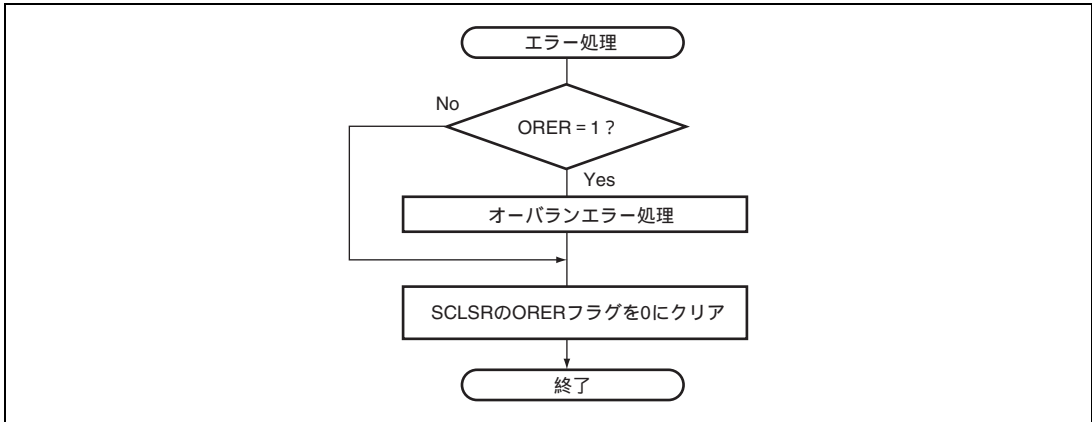 エラー処理
No
ORER = 1?
Yes
オーバランエラー処理
SCLSRのORERフラグを0にクリア
終了